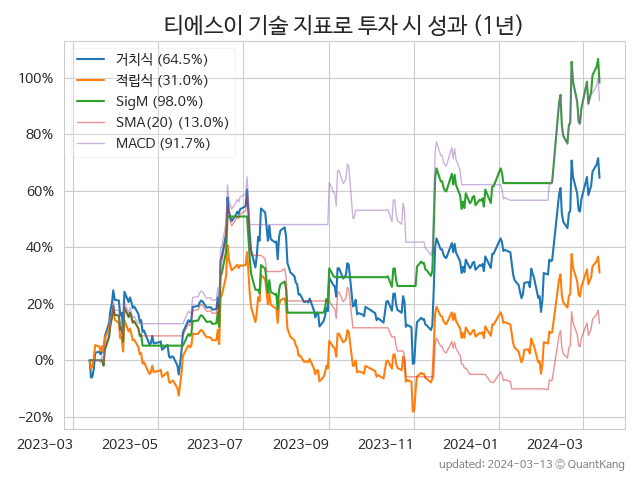 티에스이 기술 지표로 투자 시 성과 (1년)
거치식 (64.5%)
적립식 (31.0%)
SigM (98.0%)
SMA(20) (13.0%)
MACD (91.7%)
100%
80%
60%
40%
20%
0%
−20%
2023-03 2023-05 2023-07 2023-09 2023-11 2024-01 2024-03
updated: 2024-03-13 © QuantKang